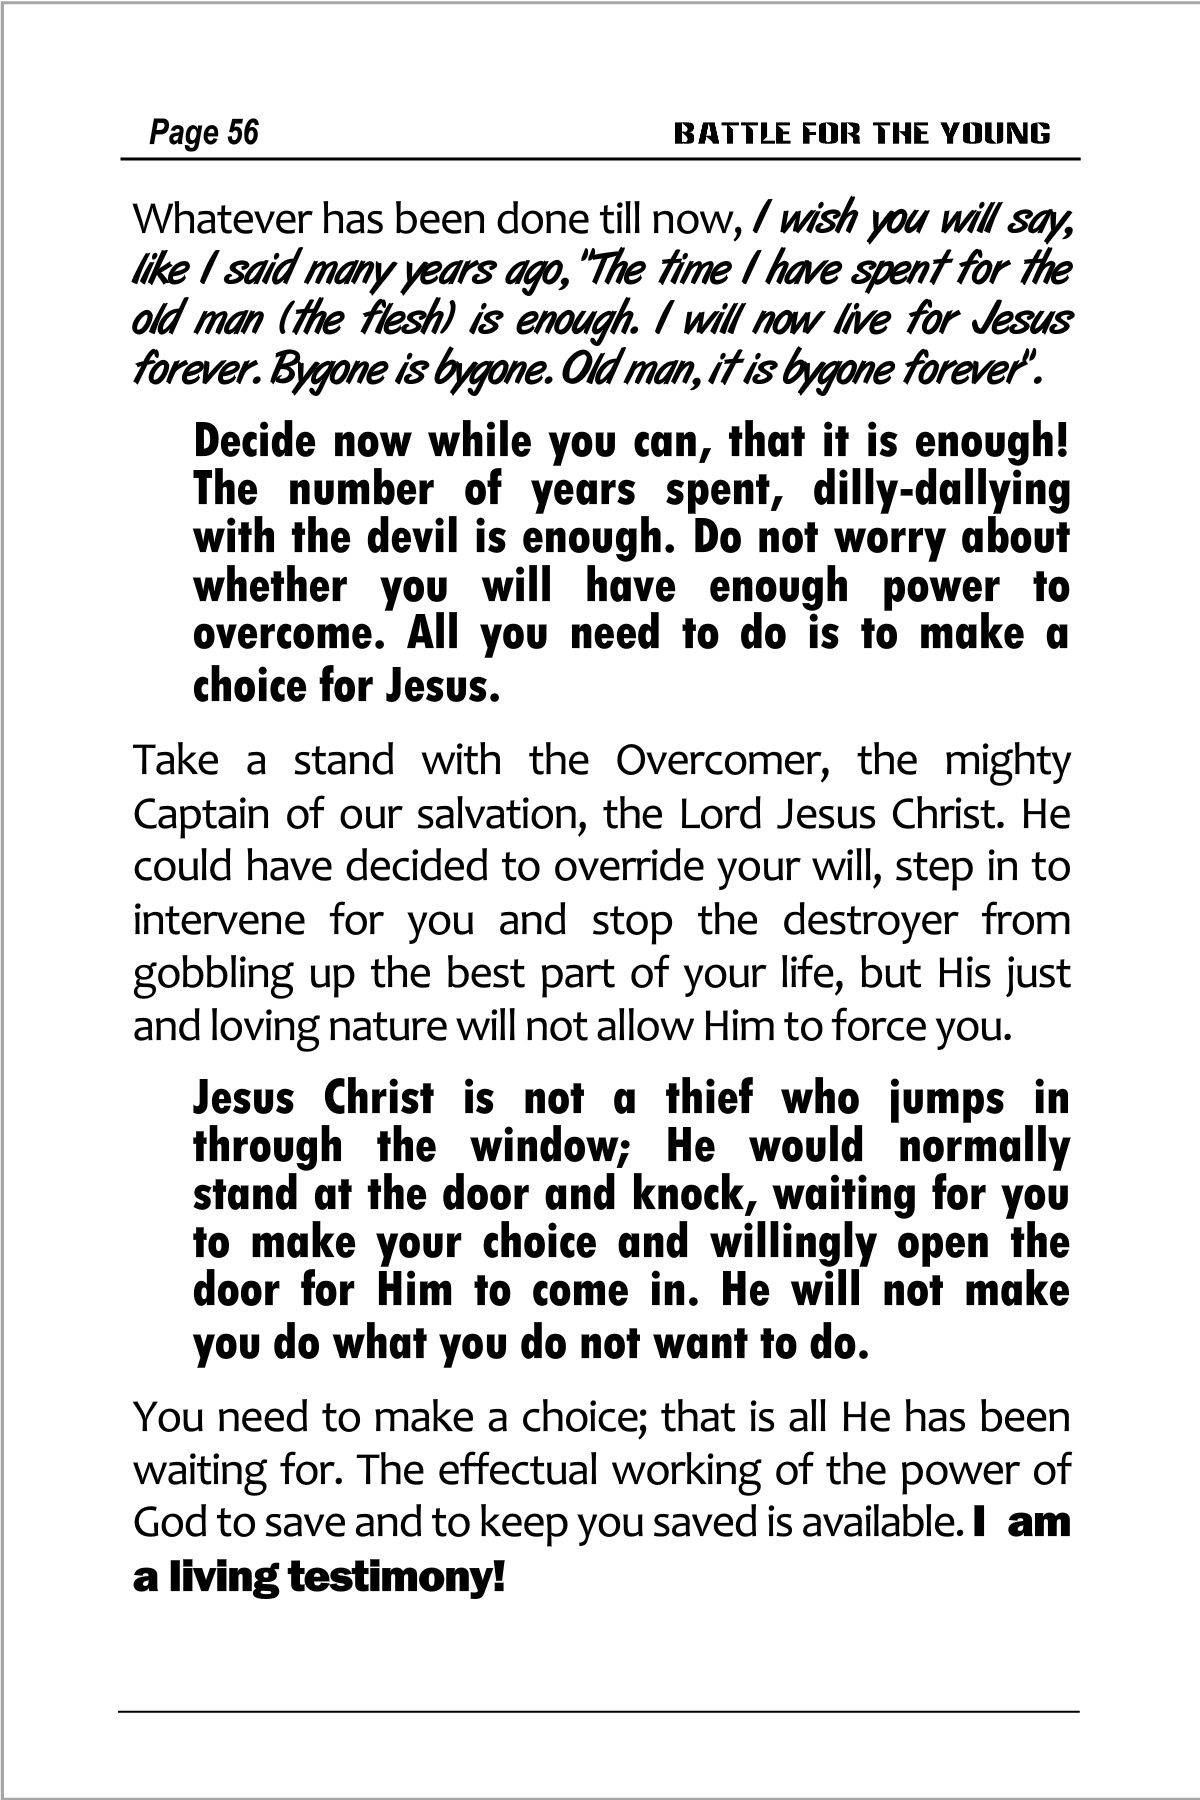 Page 56
BATTLE FOR THE YOUNG
Whatever has been done till now, I wish you will say,
like I said many years ago, "The time I have spent for the
old man (the flesh) is enough. I will now live for Jesus
forever. Bygone is bygone. Old man, it is bygone forever".
Decide now while you can, that it is enough!
The number of years spent, dilly-dallying
with the devil is enough. Do not worry about
whether you will have enough power to
overcome. All you need to do is to make a
choice for Jesus.
Take a stand with the Overcomer, the mighty
Captain of our salvation, the Lord Jesus Christ. He
could have decided to override your will, step in to
intervene for you and stop the destroyer from
gobbling up the best part of your life, but His just
and loving nature will not allow Him to force you.
Jesus Christ is not a thief who jumps in
through the window; He would normally
stand at the door and knock, waiting for you
to make your choice and willingly open the
door for Him to come in. He will not make
you do what you do not want to do.
You need to make a choice; that is all He has been
waiting for. The effectual working of the power of
God to save and to keep you saved is available. I am
a living testimony!